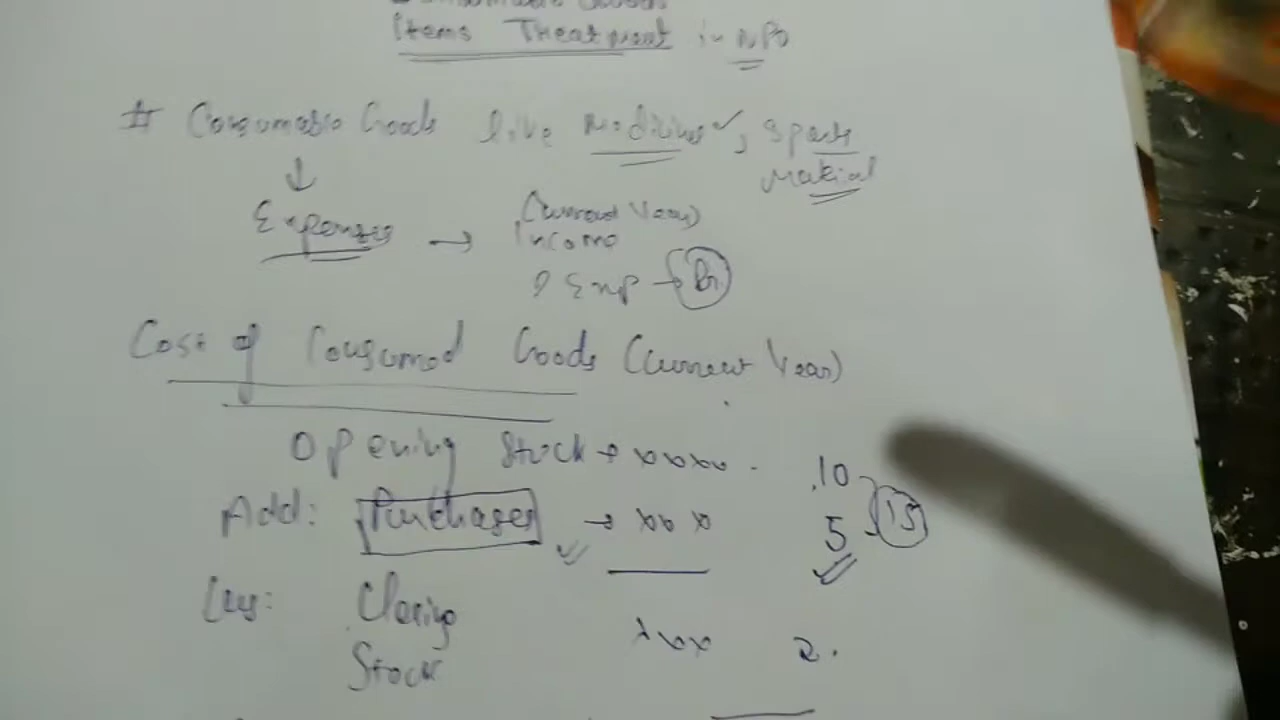 Items Treatment in NPO
# Consumable Goods like Medicines ✓, Sports
Material
↓
Expenses → (Current Year)
Income
& Exp → Dr
Cost of Consumed Goods (Current Year)
Opening Stock → xxxx . 10
Add: Purchases → xxx 5 15
Less: Closing xxx 2.
Stock